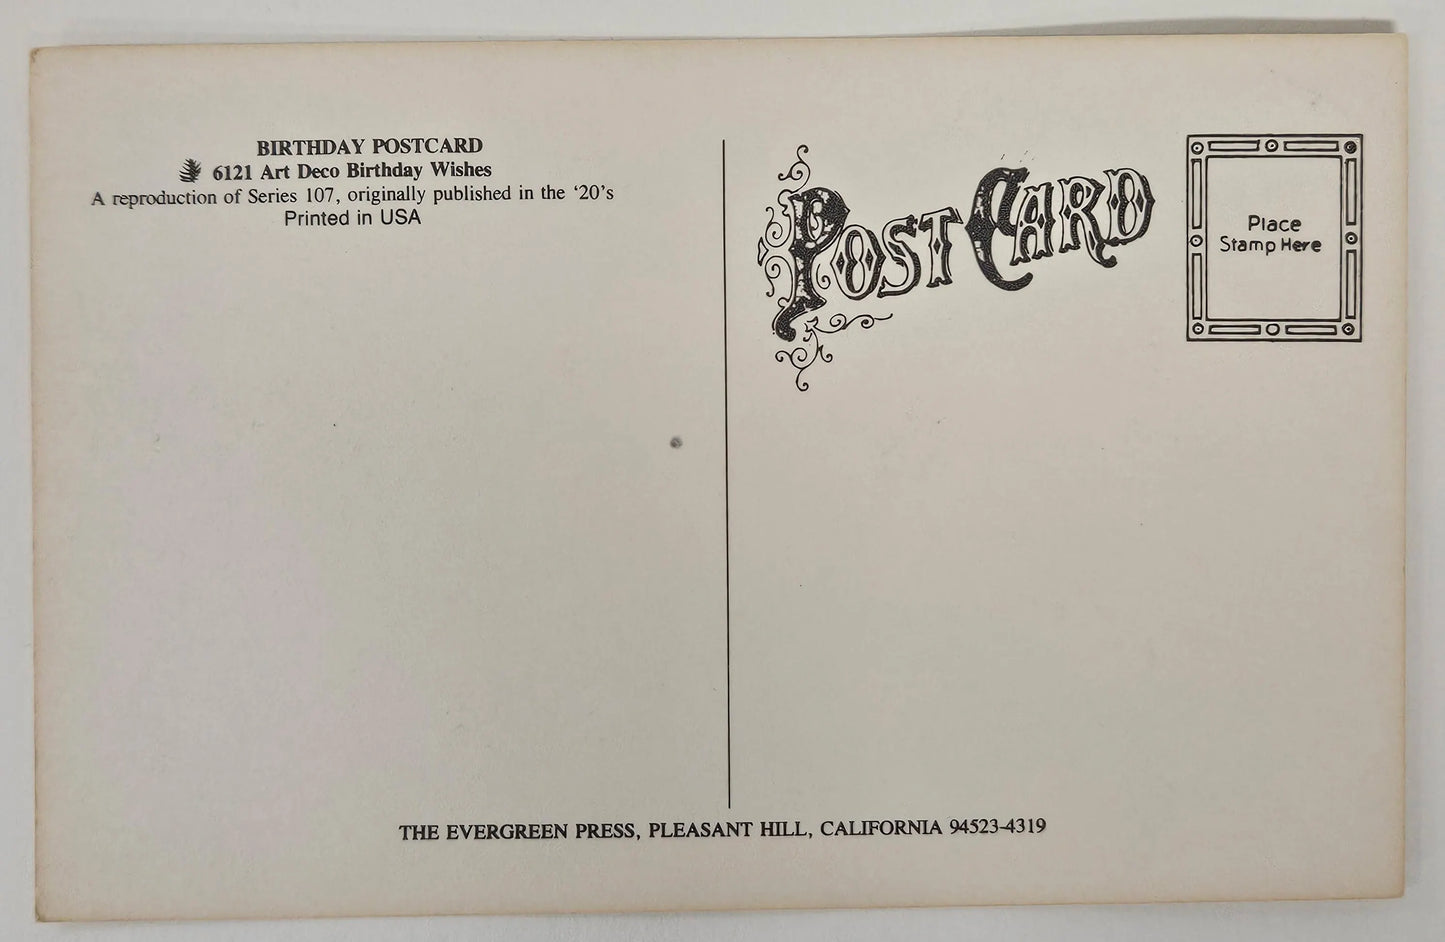 BIRTHDAY POSTCARD
6121 Art Deco Birthday Wishes
A reproduction of Series 107, originally published in the ‘20’s
Printed in USA
POST CARD
Place
Stamp Here
THE EVERGREEN PRESS, PLEASANT HILL, CALIFORNIA 94523-4319